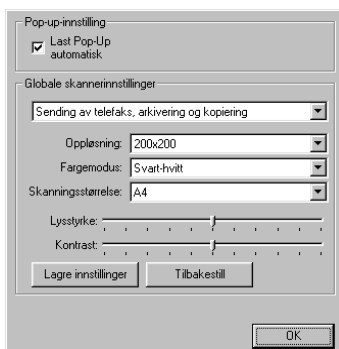 Pop-up-innstilling
Last Pop-Up
automatisk
Globale skannerinnstillinger
Sending av telefaks, arkivering og kopiering
Oppløsning: 200x200
Fargemodus: Svart-hvitt
Skanningsstørrelse: A4
Lysstyrke:
Kontrast:
Lagre innstillinger Tilbakestill
OK